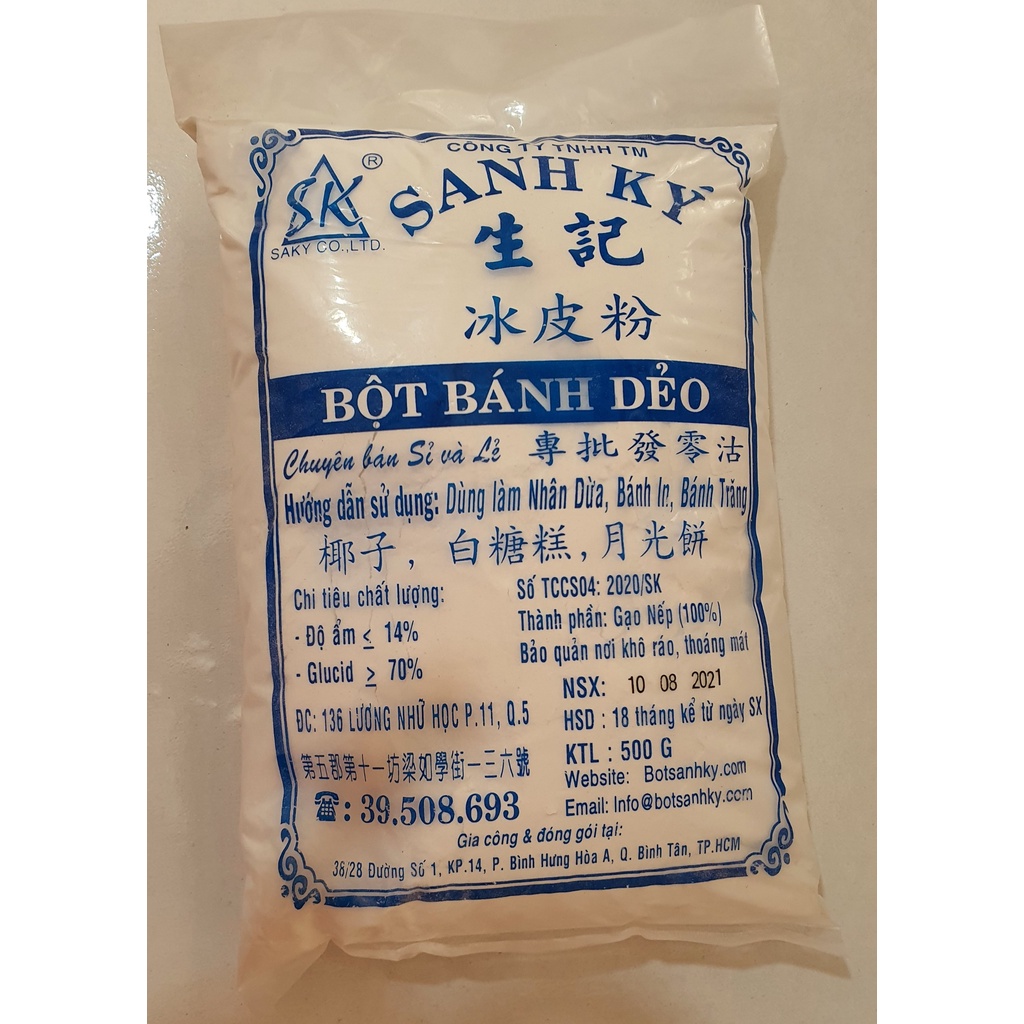 CÔNG TY TNHH TM
SK ®
SANH KÝ
SAKY CO.,LTD.
生記
冰皮粉
BỘT BÁNH DẺO
Chuyên bán Sỉ và Lẻ 專批發零沽
Hướng dẫn sử dụng: Dùng làm Nhân Dừa, Bánh In, Bánh Trăng
椰子, 白糖糕, 月光餅
Chi tiêu chất lượng:
- Độ ẩm ≤ 14%
- Glucid ≥ 70%
Số TCCS04: 2020/SK
Thành phần: Gạo Nếp (100%)
Bảo quản nơi khô ráo, thoáng mát
NSX: 10 08 2021
HSD : 18 tháng kể từ ngày SX
KTL : 500 G
ĐC: 136 LƯƠNG NHỮ HỌC P.11, Q.5
第五郡第十一坊梁如學街一三六號
☎: 39.508.693
Website: Botsanhky.com
Email: Info@botsanhky.com
Gia công & đóng gói tại:
36/28 Đường Số 1, KP.14, P. Bình Hưng Hòa A, Q. Bình Tân, TP.HCM